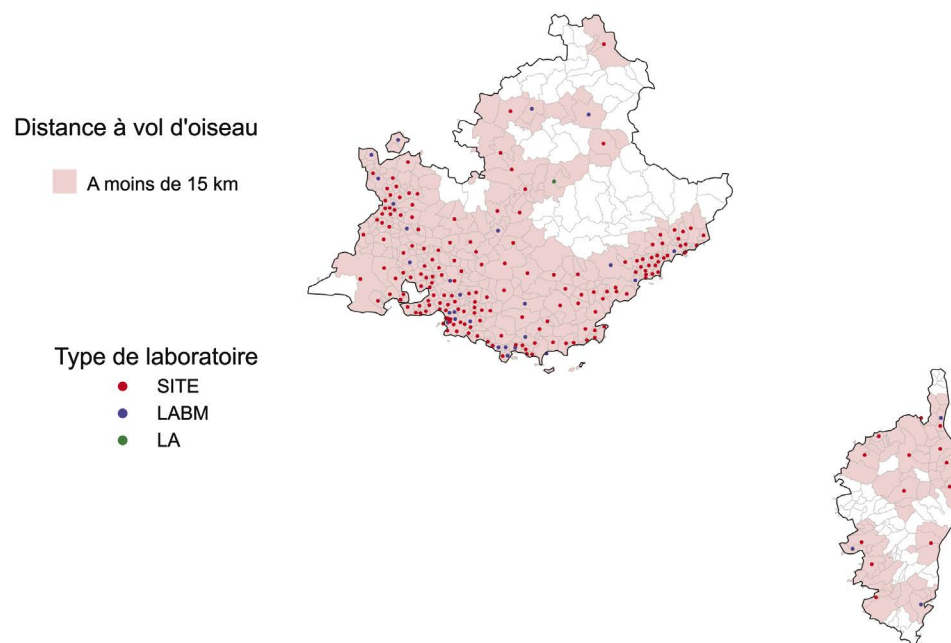 Distance à vol d'oiseau
A moins de 15 km
Type de laboratoire
SITE
LABM
LA